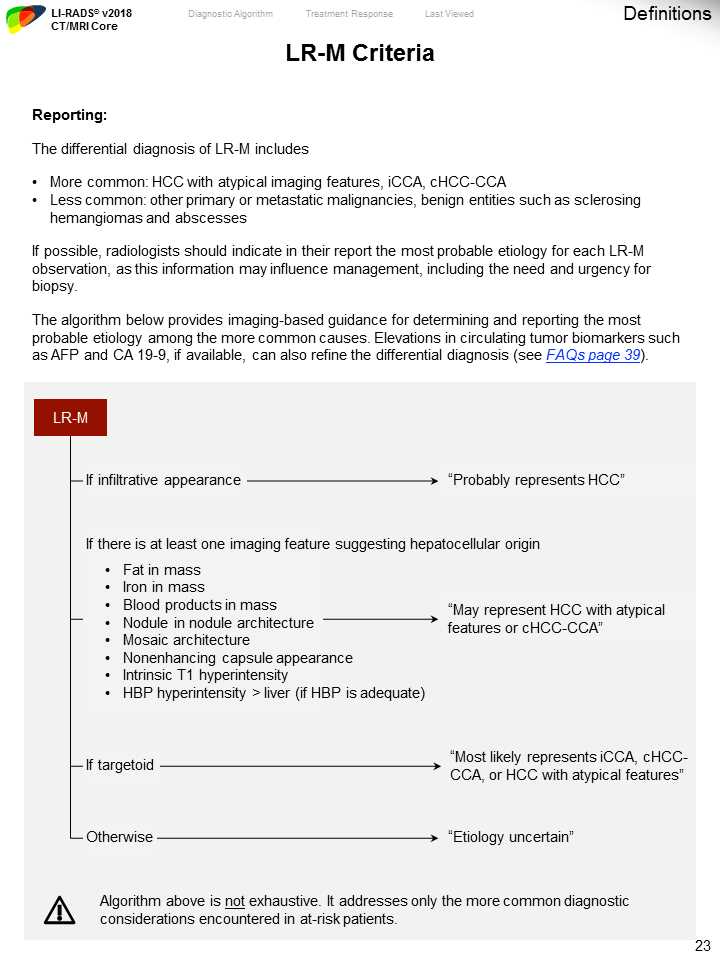 LI-RADS® v2018
CT/MRI Core
Diagnostic Algorithm Treatment Response Last Viewed
Definitions
LR-M Criteria
Reporting:
The differential diagnosis of LR-M includes
• More common: HCC with atypical imaging features, iCCA, cHCC-CCA
• Less common: other primary or metastatic malignancies, benign entities such as sclerosing
hemangiomas and abscesses
If possible, radiologists should indicate in their report the most probable etiology for each LR-M
observation, as this information may influence management, including the need and urgency for
biopsy.
The algorithm below provides imaging-based guidance for determining and reporting the most
probable etiology among the more common causes. Elevations in circulating tumor biomarkers such
as AFP and CA 19-9, if available, can also refine the differential diagnosis (see FAQs page 39).
LR-M
If infiltrative appearance
“Probably represents HCC”
If there is at least one imaging feature suggesting hepatocellular origin
• Fat in mass
• Iron in mass
• Blood products in mass
• Nodule in nodule architecture
• Mosaic architecture
• Nonenhancing capsule appearance
• Intrinsic T1 hyperintensity
• HBP hyperintensity > liver (if HBP is adequate)
“May represent HCC with atypical
features or cHCC-CCA”
If targetoid
“Most likely represents iCCA, cHCC-
CCA, or HCC with atypical features”
Otherwise
“Etiology uncertain”
Algorithm above is not exhaustive. It addresses only the more common diagnostic
considerations encountered in at-risk patients.
23